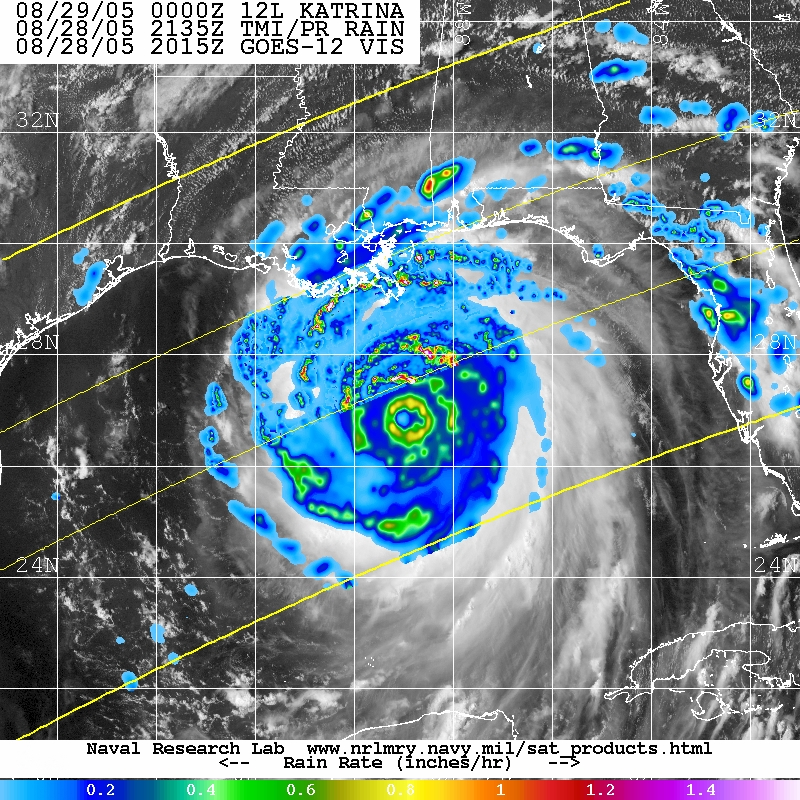 08/29/05 0000Z 12L KATRINA
08/28/05 2135Z TMI/PR RAIN
08/28/05 2015Z GOES-12 VIS
32N 32N
28N
24N 24N
Naval Research Lab www.nrlmry.navy.mil/sat_products.html
<-- Rain Rate (inches/hr) -->
0.2 0.4 0.6 0.8 1 1.2 1.4